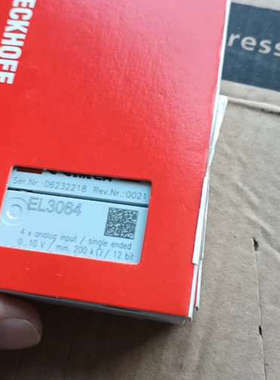 ECKHOFF
ress
Ser.Nr.: 06232218 Rev.Nr.: 0021
EL3064
4 x analog input / single ended
0...10 V / min. 200 k Ω / 12 bit